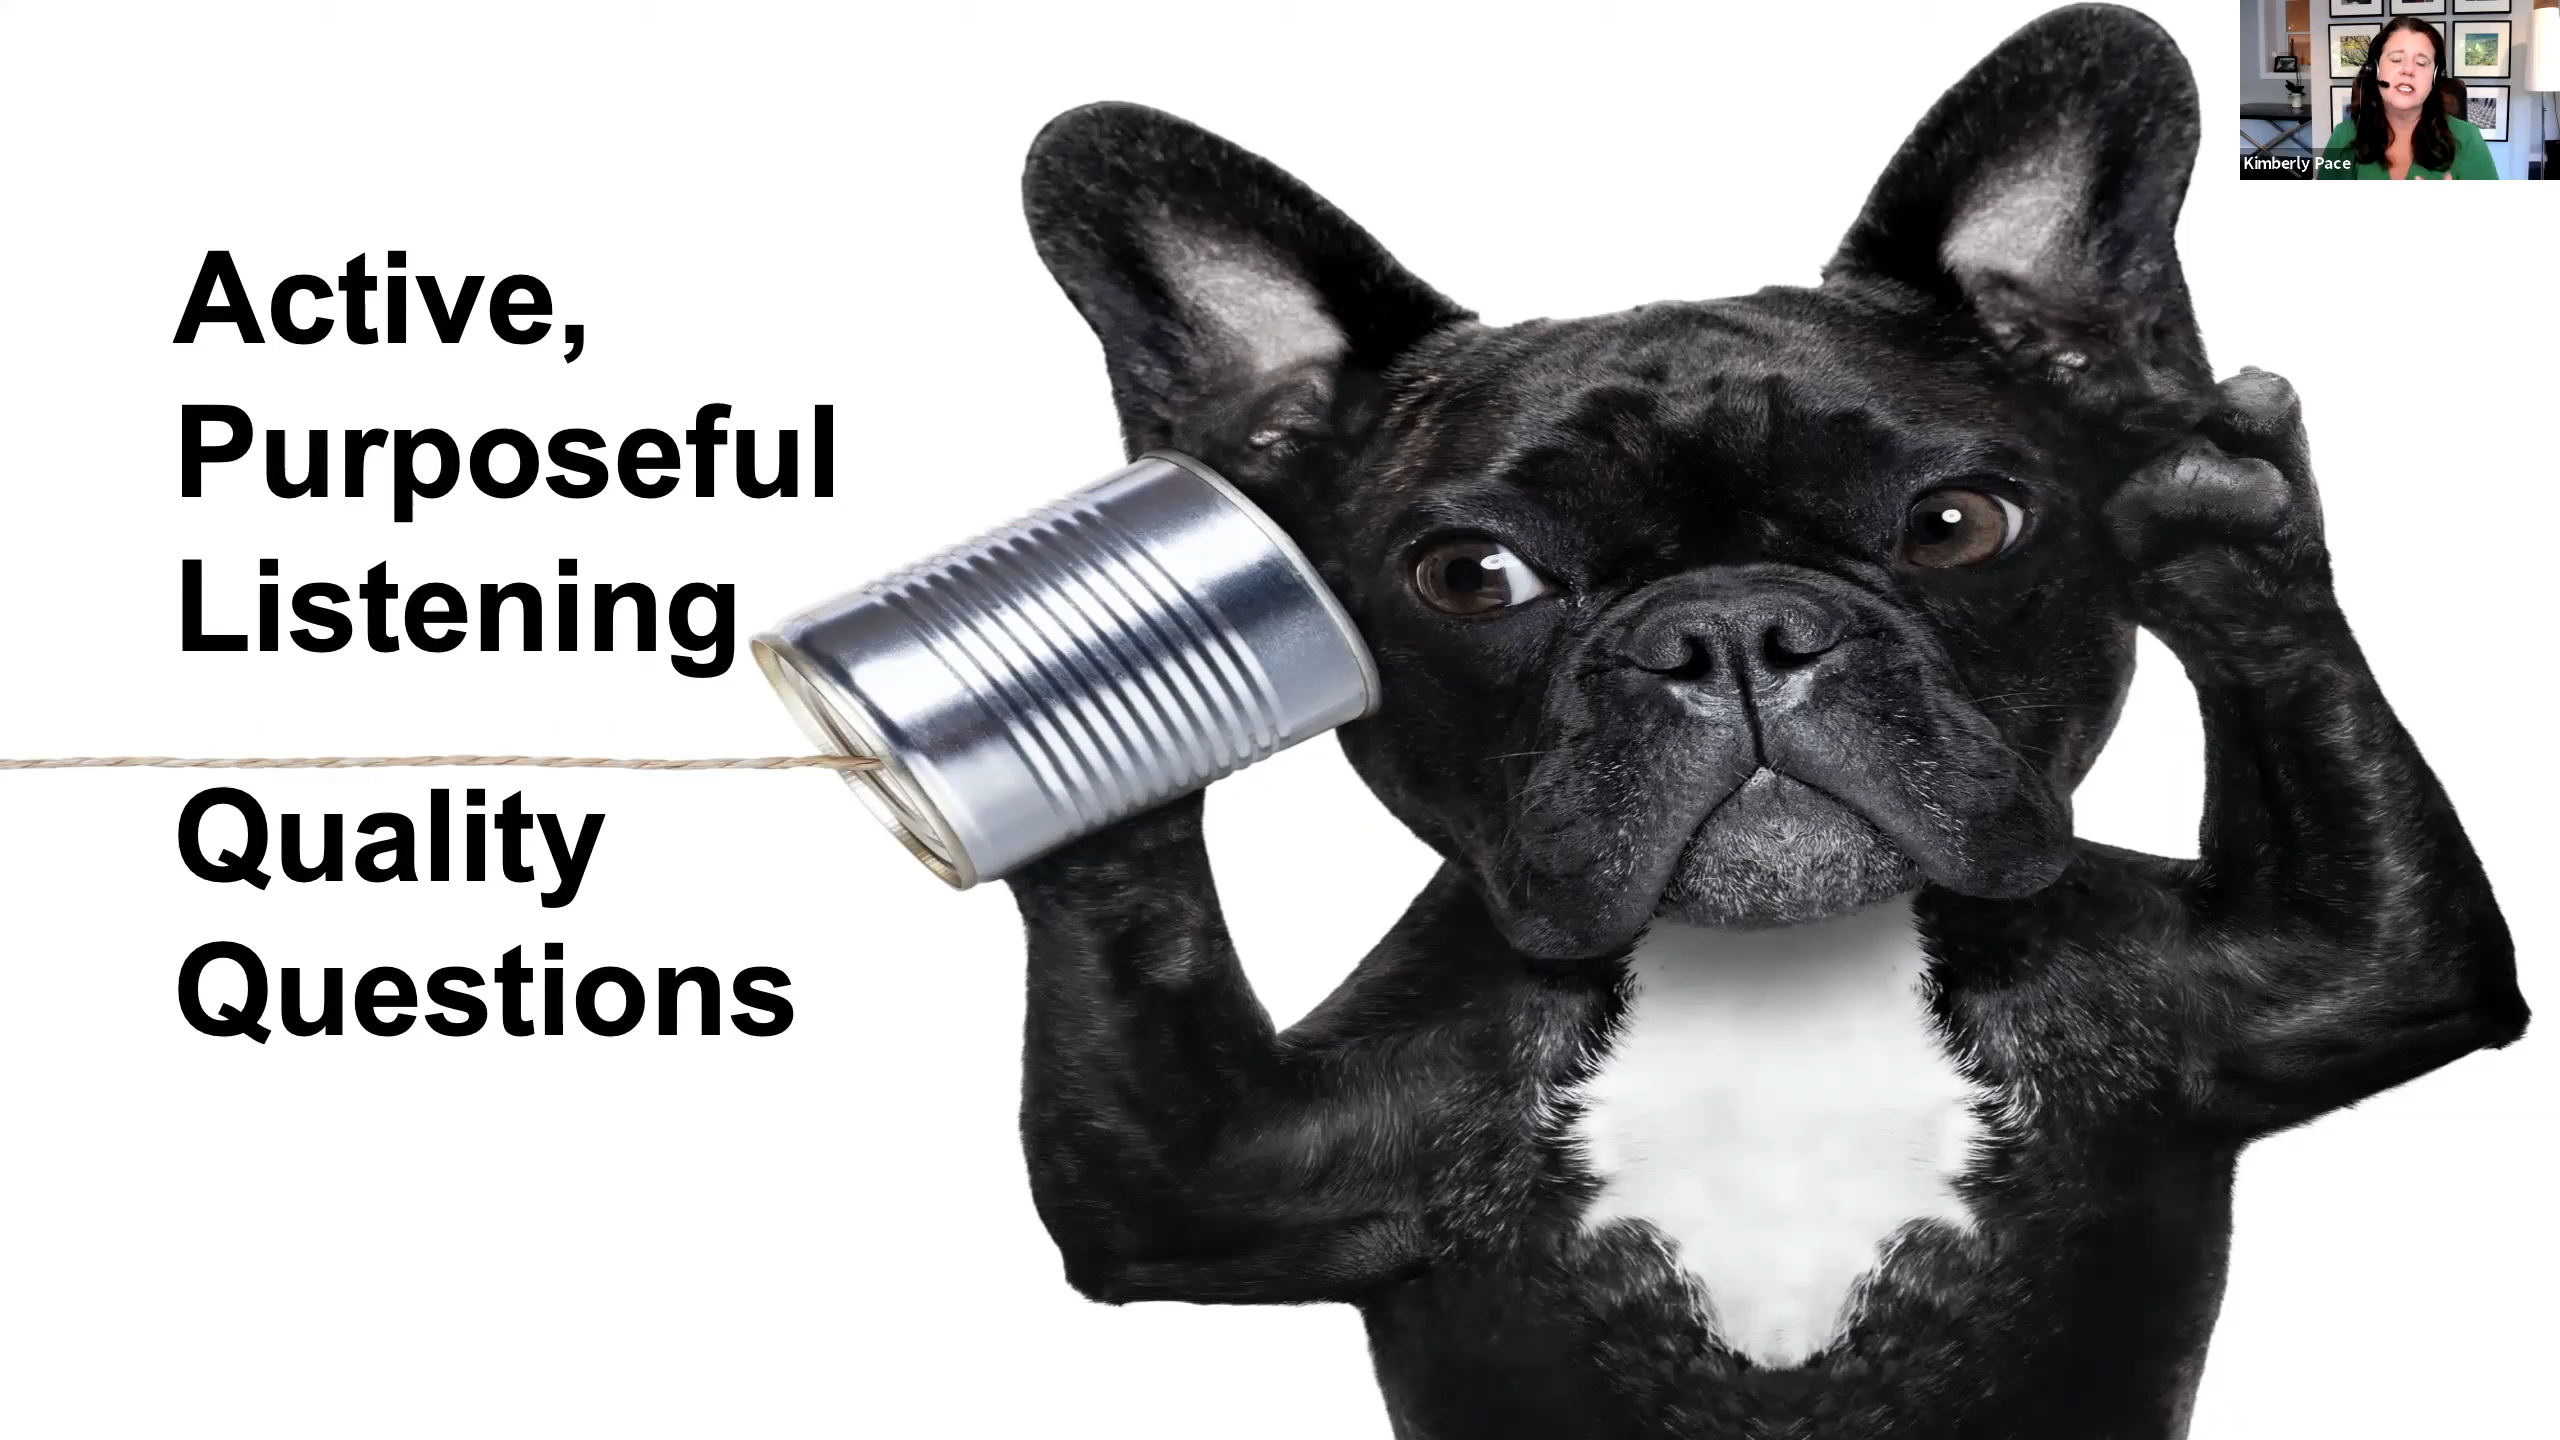 Active,
Purposeful
Listening
Quality
Questions
Kimberly Pace